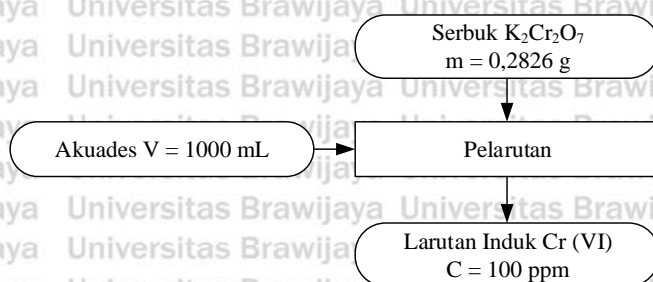 Serbuk K₂Cr₂O₇
m = 0,2826 g
Akuades V = 1000 mL
Pelarutan
Larutan Induk Cr (VI)
C = 100 ppm
Universitas Brawijaya